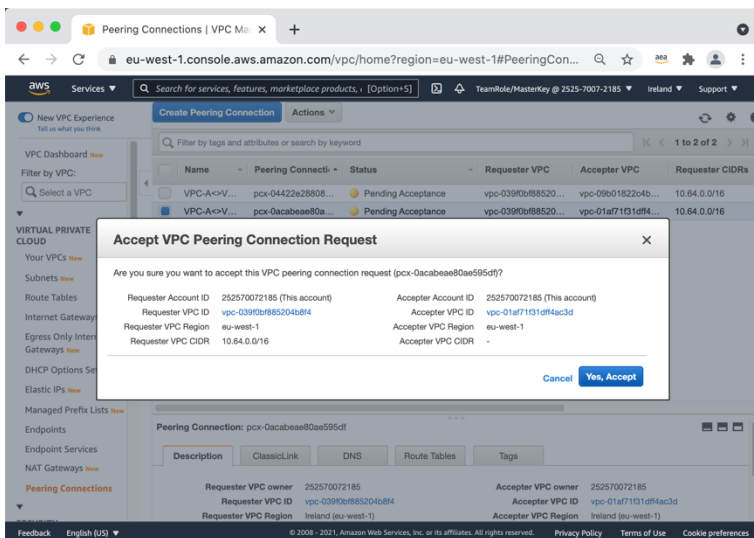 Peering Connections | VPC Ma
eu-west-1.console.aws.amazon.com/vpc/home?region=eu-west-1#PeeringCon...
aea
aws
Services
Search for services, features, marketplace products,
[Option+S]
TeamRole/MasterKey @ 2525-7007-2185
Ireland
Support
New VPC Experience
Tell us what you think
Create Peering Connection
Actions
Filter by tags and attributes or search by keyword
1 to 2 of 2
VPC Dashboard New
Filter by VPC:
Select a VPC
Name
Peering Connecti
Status
Requester VPC
Accepter VPC
Requester CIDRs
VPC-A<>V...
pcx-04422e28808...
Pending Acceptance
vpc-039f0bf88520...
vpc-09b01822c4b...
10.64.0.0/16
VPC-A<>V...
pcx-0acabeae80a...
Pending Acceptance
vpc-039f0bf88520...
vpc-01af71f31dff4...
10.64.0.0/16
VIRTUAL PRIVATE
CLOUD
Your VPCs New
Subnets New
Route Tables
Internet Gateway
Egress Only Intern
Gateways New
DHCP Options Se
Elastic IPs New
Managed Prefix Lists New
Endpoints
Endpoint Services
NAT Gateways New
Peering Connections
Accept VPC Peering Connection Request
Are you sure you want to accept this VPC peering connection request (pcx-0acabeae80ae595df)?
Requester Account ID 252570072185 (This account)
Accepter Account ID 252570072185 (This account)
Requester VPC ID vpc-039f0bf885204b8f4
Accepter VPC ID vpc-01af71f31dff4ac3d
Requester VPC Region eu-west-1
Accepter VPC Region eu-west-1
Requester VPC CIDR 10.64.0.0/16
Accepter VPC CIDR -
Cancel
Yes, Accept
Peering Connection: pcx-0acabeae80ae595df
Description
ClassicLink
DNS
Route Tables
Tags
Requester VPC owner 252570072185
Accepter VPC owner 252570072185
Requester VPC ID vpc-039f0bf885204b8f4
Accepter VPC ID vpc-01af71f31dff4ac3d
Requester VPC Region Ireland (eu-west-1)
Accepter VPC Region Ireland (eu-west-1)
Feedback
English (US)
© 2008 - 2021, Amazon Web Services, Inc. or its affiliates. All rights reserved.
Privacy Policy
Terms of Use
Cookie preferences